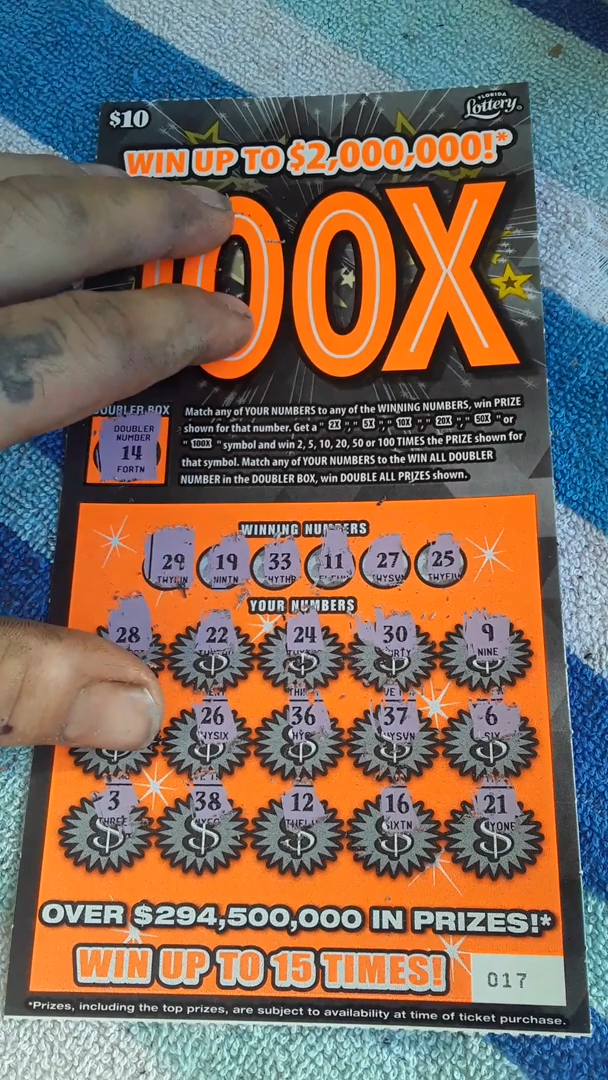 $10
FLORIDA
Lottery
WIN UP TO $2,000,000!*
00X
DOUBLER BOX
DOUBLER
NUMBER
14
FORTN
Match any of YOUR NUMBERS to any of the WINNING NUMBERS, win PRIZE
shown for that number. Get a "2X", "5X", "10X", "20X", "50X" or
"100X" symbol and win 2, 5, 10, 20, 50 or 100 TIMES the PRIZE shown for
that symbol. Match any of YOUR NUMBERS to the WIN ALL DOUBLER
NUMBER in the DOUBLER BOX, win DOUBLE ALL PRIZES shown.
WINNING NUMBERS
29 19 33 11 27 25
NINTN
YOUR NUMBERS
28 22 24 30 9
NINE
26 36 37 6
SIX
3 38 12 16 21
THREE SIXTN
OVER $294,500,000 IN PRIZES!*
WIN UP TO 15 TIMES!
017
*Prizes, including the top prizes, are subject to availability at time of ticket purchase.